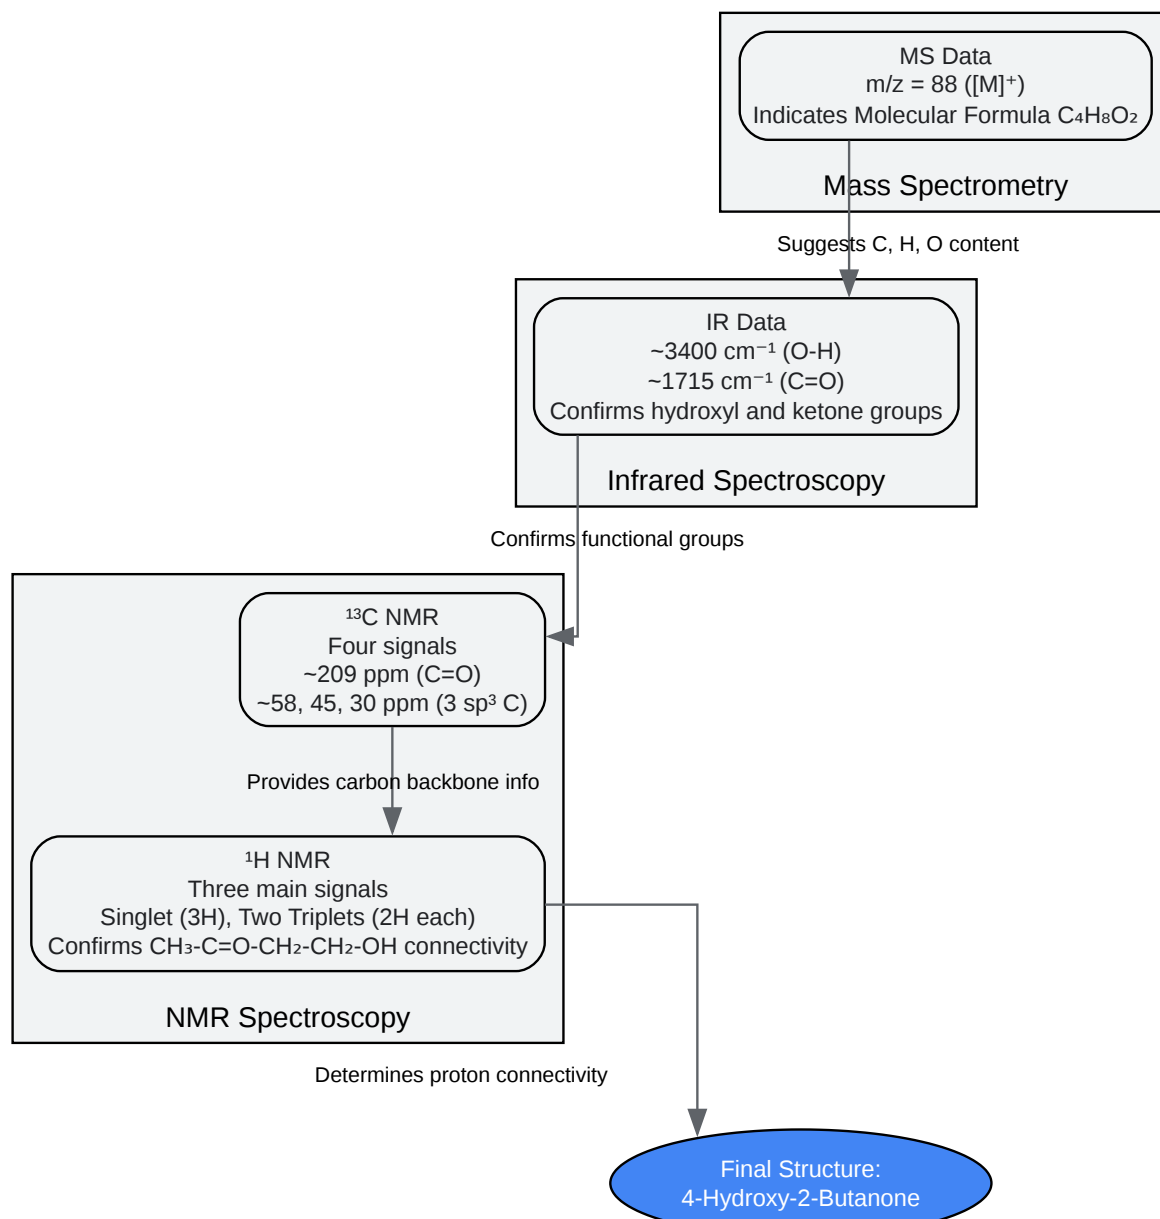 MS Data
m/z = 88 ([M]⁺)
Indicates Molecular Formula C₄H₈O₂
Mass Spectrometry
Suggests C, H, O content
IR Data
~3400 cm⁻¹ (O-H)
~1715 cm⁻¹ (C=O)
Confirms hydroxyl and ketone groups
Infrared Spectroscopy
Confirms functional groups
¹³C NMR
Four signals
~209 ppm (C=O)
~58, 45, 30 ppm (3 sp³ C)
Provides carbon backbone info
¹H NMR
Three main signals
Singlet (3H), Two Triplets (2H each)
Confirms CH₃-C=O-CH₂-CH₂-OH connectivity
NMR Spectroscopy
Determines proton connectivity
Final Structure:
4-Hydroxy-2-Butanone